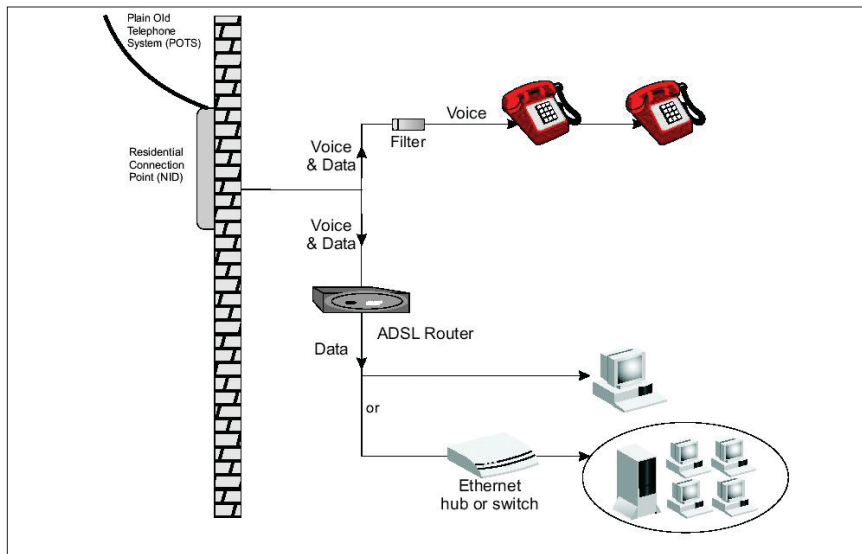 Plain Old
Telephone
System (POTS)
Residential
Connection
Point (NID)
Voice
& Data
Filter
Voice
Voice
& Data
ADSL Router
Data
or
Ethernet
hub or switch